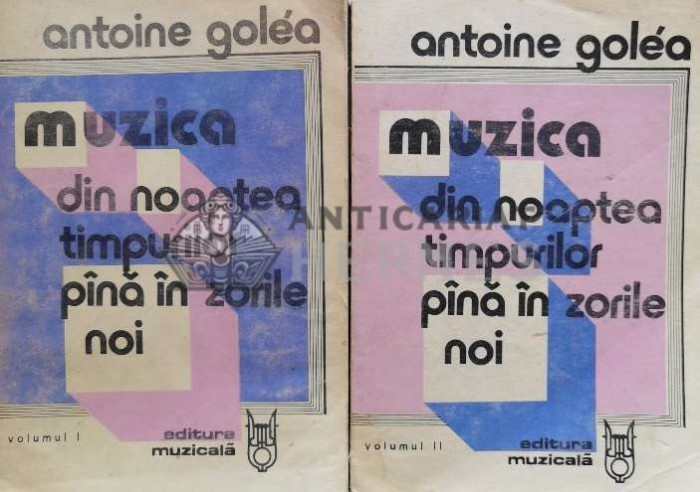 antoine goléa
muzica
din noaptea
timpurilor
pînă în zorile
noi
volumul I
editura
muzicală
antoine goléa
muzica
din noaptea
timpurilor
pînă în zorile
noi
volumul II
editura
muzicală
ANTICARIAT